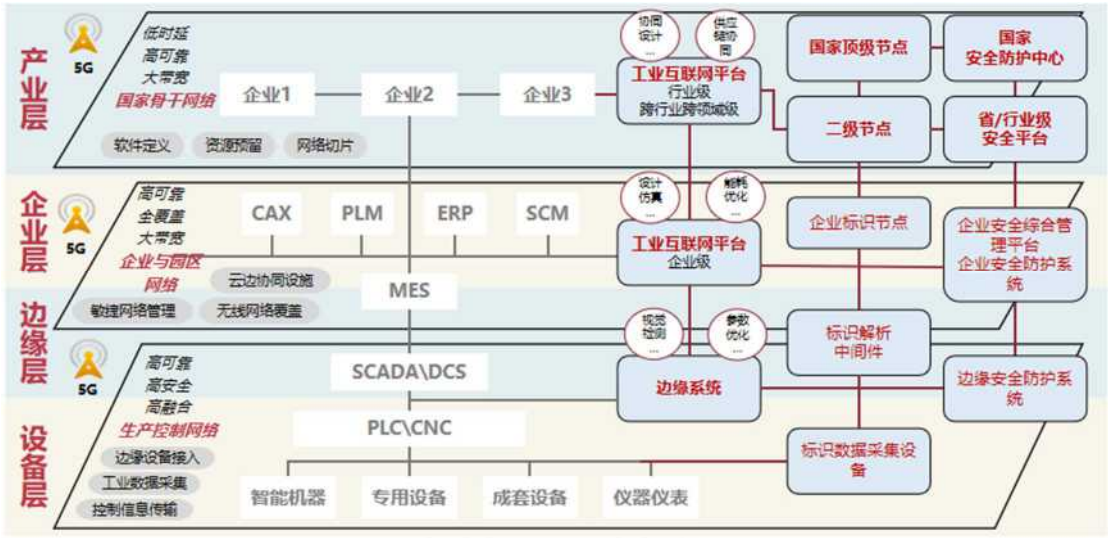 产业层
5G
低时延
高可靠
大带宽
国家骨干网络
软件定义
资源预留
网络切片
企业1
企业2
企业3
协同
设计
...
供应
链协
同
工业互联网平台
行业级
跨行业跨领域级
国家顶级节点
国家
安全防护中心
二级节点
省/行业级
安全平台
企业层
5G
高可靠
全覆盖
大带宽
企业与园区
网络
云边协同设施
敏捷网络管理
无线网络覆盖
CAX
PLM
ERP
SCM
MES
设计
仿真
...
能耗
优化
...
工业互联网平台
企业级
企业标识节点
企业安全综合管
理平台
企业安全防护系
统
边缘层
5G
高可靠
高安全
高融合
生产控制网络
SCADA\DCS
视觉
检测
...
参数
优化
...
边缘系统
标识解析
中间件
边缘安全防护系
统
设备层
边缘设备接入
工业数据采集
控制信息传输
PLC\CNC
智能机器
专用设备
成套设备
仪器仪表
标识数据采集设
备